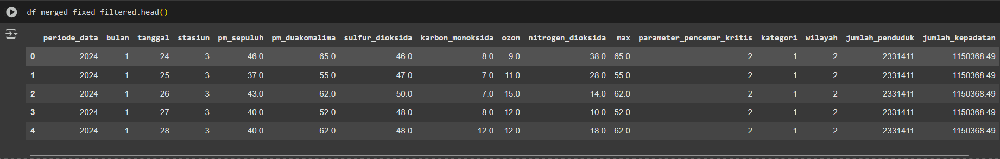 df_merged_fixed_filtered.head()
periode_data bulan tanggal stasiun pm_sepuluh pm_duakomalima sulfur_dioksida karbon_monoksida ozon nitrogen_dioksida max parameter_pencemar_kritis kategori wilayah jumlah_penduduk jumlah_kepadatan
0 2024 1 24 3 46.0 65.0 46.0 8.0 9.0 38.0 65.0 2 1 2 2331411 1150368.49
1 2024 1 25 3 37.0 55.0 47.0 7.0 11.0 28.0 55.0 2 1 2 2331411 1150368.49
2 2024 1 26 3 43.0 62.0 50.0 7.0 15.0 14.0 62.0 2 1 2 2331411 1150368.49
3 2024 1 27 3 40.0 52.0 48.0 8.0 12.0 10.0 52.0 2 1 2 2331411 1150368.49
4 2024 1 28 3 40.0 62.0 48.0 12.0 12.0 18.0 62.0 2 1 2 2331411 1150368.49